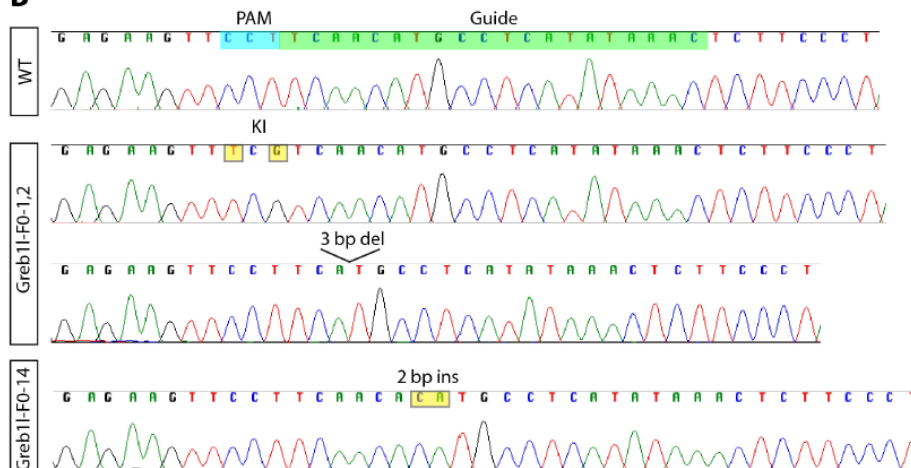 PAM Guide
WT
G A G A A G T T C C T T C A A C A T G C C T C A T A T A A A C T C T T C C C T
KI
Greb1l-F0-1,2
G A G A A G T T T C G T C A A C A T G C C T C A T A T A A A C T C T T C C C T
3 bp del
G A G A A G T T C C T T C A T G C C T C A T A T A A A C T C T T C C C T
2 bp ins
Greb1l-F0-14
G A G A A G T T C C T T C A A C A C A T G C C T C A T A T A A A C T C T T C C C